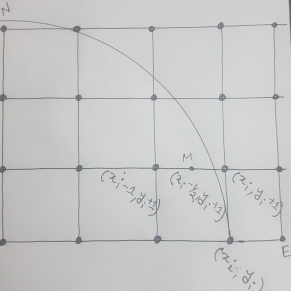 N
M
(xi-1, yi+1)
(xi-1/2, yi+1)
(xi, yi+1)
E
(xi, yi)